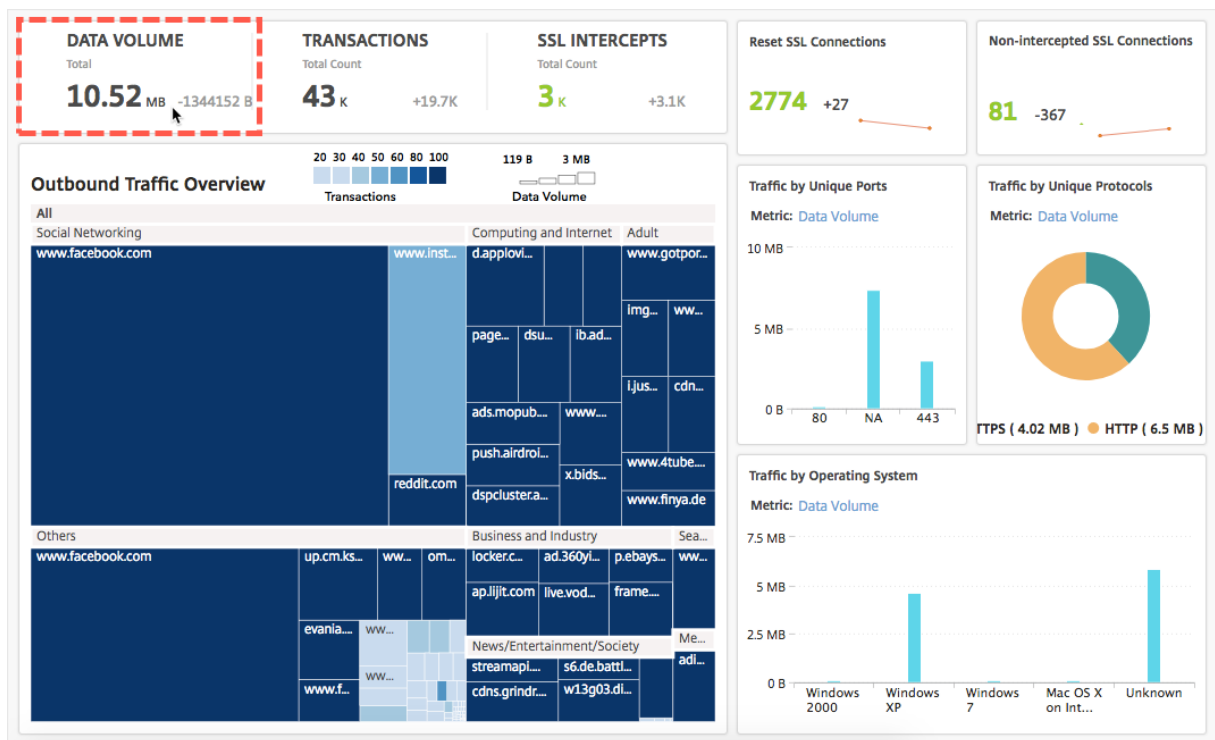 DATA VOLUME
Total
10.52 MB -1344152 B
TRANSACTIONS
Total Count
43 K +19.7K
SSL INTERCEPTS
Total Count
3 K +3.1K
Reset SSL Connections
2774 +27
Non-intercepted SSL Connections
81 -367
Outbound Traffic Overview
20 30 40 50 60 80 100
Transactions
119 B 3 MB
Data Volume
All
Social Networking
www.facebook.com
www.inst...
reddit.com
Computing and Internet
d.applovi...
page...
dsu...
ib.ad...
ads.mopub....
www....
push.airdroi...
x.bids...
dspcluster.a...
Adult
www.gotpor...
img...
ww...
i.jus...
cdn...
www.4tube....
www.finya.de
Others
www.facebook.com
up.cm.ks...
ww...
om...
evania....
ww...
ww...
www.f...
Business and Industry
locker.c...
ad.360yi...
p.ebays...
ap.lijit.com
live.vod...
frame....
Sea...
ww...
News/Entertainment/Society
streamapi....
s6.de.battl...
cdns.grindr....
w13g03.di...
Me...
adi...
Traffic by Unique Ports
Metric: Data Volume
10 MB
5 MB
0 B
80 NA 443
Traffic by Unique Protocols
Metric: Data Volume
TTPS ( 4.02 MB ) HTTP ( 6.5 MB )
Traffic by Operating System
Metric: Data Volume
7.5 MB
5 MB
2.5 MB
0 B
Windows 2000
Windows XP
Windows 7
Mac OS X on Int...
Unknown